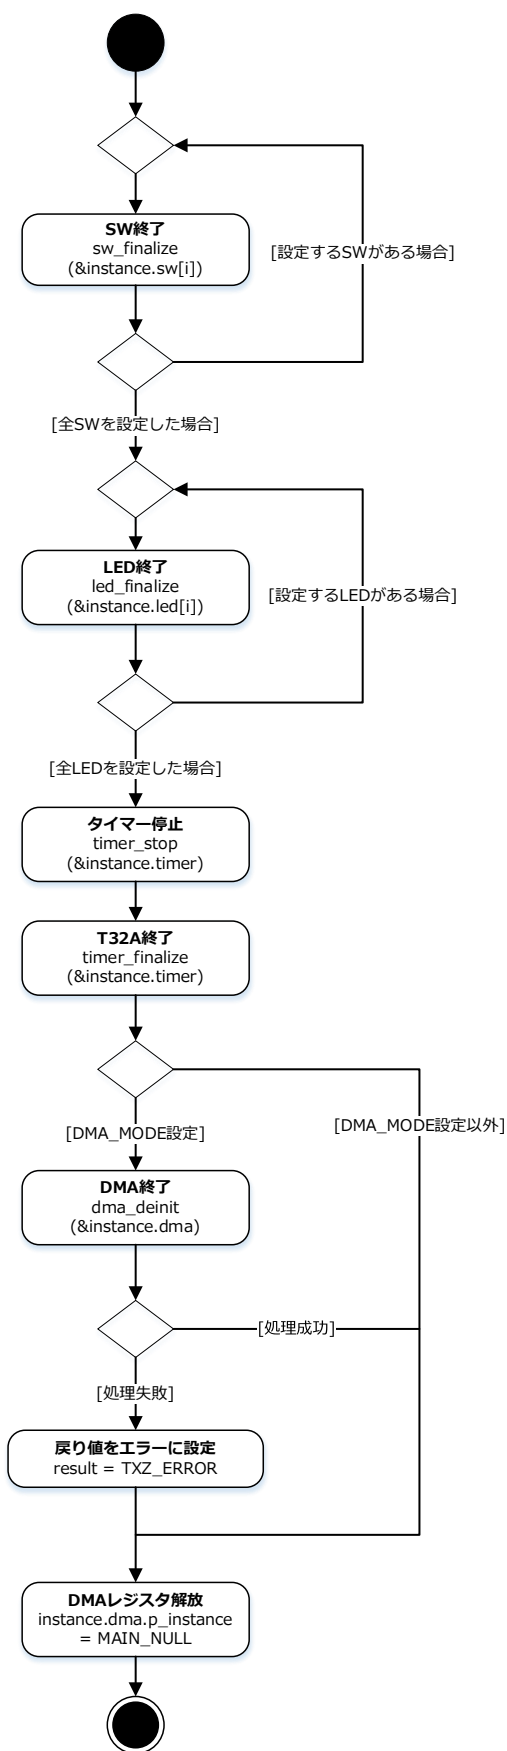 SW終了
sw_finalize
(&instance.sw[i])
[設定するSWがある場合]
[全SWを設定した場合]
LED終了
led_finalize
(&instance.led[i])
[設定するLEDがある場合]
[全LEDを設定した場合]
タイマー停止
timer_stop
(&instance.timer)
T32A終了
timer_finalize
(&instance.timer)
[DMA_MODE設定]
[DMA_MODE設定以外]
DMA終了
dma_deinit
(&instance.dma)
[処理成功]
[処理失敗]
戻り値をエラーに設定
result = TXZ_ERROR
DMAレジスタ解放
instance.dma.p_instance
= MAIN_NULL